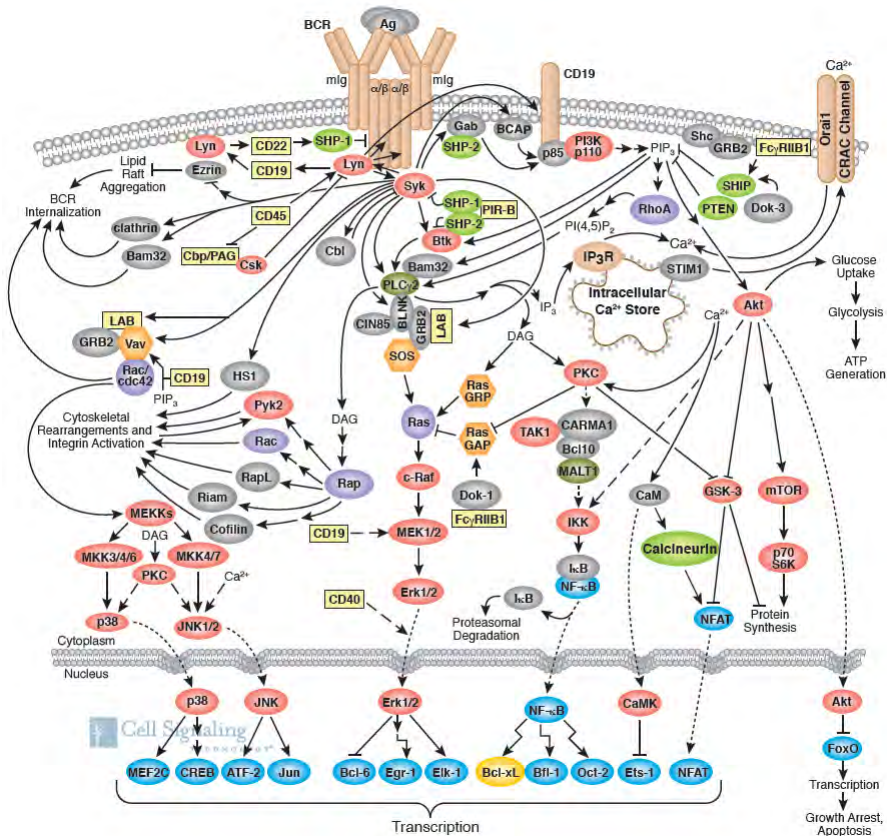 BCR
Ag
mIg
α/β
α/β
mIg
CD19
Ca²⁺
Orai1
CRAC Channel
Lyn
CD22
SHP-1
Lyn
Gab
SHP-2
BCAP
p85
PI3K
p110
PIP₃
Shc
GRB2
FcγRIIB1
Lipid
Raft
Aggregation
Ezrin
CD19
Syk
SHP-1
SHP-2
PIR-B
RhoA
PTEN
SHIP
Dok-3
BCR
Internalization
CD45
clathrin
Bam32
Cbp/PAG
Csk
Cbl
Btk
Bam32
PLCγ2
PI(4,5)P₂
Ca²⁺
IP3R
STIM1
Intracellular
Ca²⁺ Store
IP₃
Akt
Glucose
Uptake
Glycolysis
ATP
Generation
LAB
GRB2
Vav
Rac/
cdc42
CD19
PIP₃
CIN85
BLNK
GRB2
LAB
SOS
DAG
Ca²⁺
HS1
Cytoskeletal
Rearrangements and
Integrin Activation
Pyk2
Rac
RapL
Riam
Cofilin
DAG
Rap
Ras
Ras
GRP
Ras
GAP
Dok-1
FcγRIIB1
PKC
TAK1
CARMA1
Bcl10
MALT1
c-Raf
CD19
MEK1/2
IKK
CaM
GSK-3
mTOR
Calcineurin
p70
S6K
MEKKs
DAG
MKK3/4/6
MKK4/7
PKC
Ca²⁺
p38
JNK1/2
Erk1/2
CD40
IκB
NF-κB
IκB
Proteasomal
Degradation
NFAT
Protein
Synthesis
Cytoplasm
Nucleus
p38
JNK
Erk1/2
NF-κB
CaMK
Akt
Cell Signaling
TECHNOLOGY
FoxO
MEF2C
CREB
ATF-2
Jun
Bcl-6
Egr-1
Elk-1
Bcl-xL
Bfl-1
Oct-2
Ets-1
NFAT
Transcription
Transcription
Growth Arrest,
Apoptosis